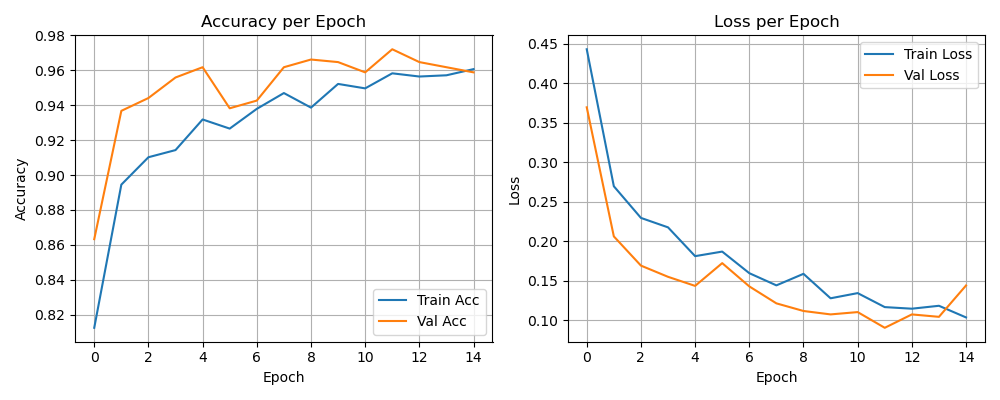 Accuracy per Epoch
Accuracy
0.98
0.96
0.94
0.92
0.90
0.88
0.86
0.84
0.82
0 2 4 6 8 10 12 14
Epoch
Train Acc
Val Acc
Loss per Epoch
Loss
0.45
0.40
0.35
0.30
0.25
0.20
0.15
0.10
0 2 4 6 8 10 12 14
Epoch
Train Loss
Val Loss